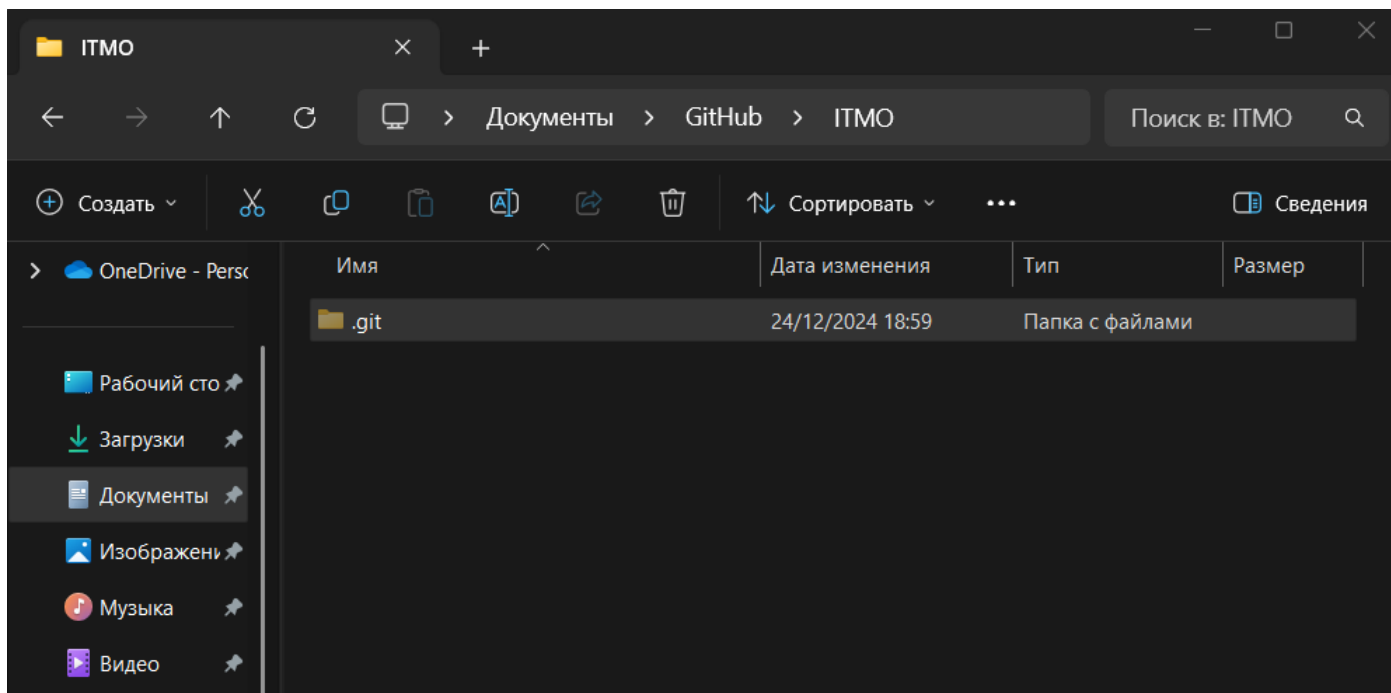 ITMO
Документы > GitHub > ITMO
Поиск в: ITMO
Создать
Сортировать
Сведения
OneDrive - Persc
Имя
Дата изменения
Тип
Размер
.git
24/12/2024 18:59
Папка с файлами
Рабочий сто
Загрузки
Документы
Изображени
Музыка
Видео